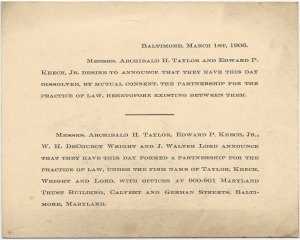 Baltimore, March 1st, 1906.
Messrs. Archibald H. Taylor and Edward P.
Keech, Jr. desire to announce that they have this day
dissolved, by mutual consent, the partnership for the
practice of law, heretofore existing between them.
Messrs. Archibald H. Taylor, Edward P. Keech, Jr.,
W. H. DeCourcy Wright and J. Walter Lord announce
that they have this day formed a partnership for the
practice of law, under the firm name of Taylor, Keech,
Wright and Lord, with offices at 900-901 Maryland
Trust Building, Calvert and German Streets, Balti-
more, Maryland.